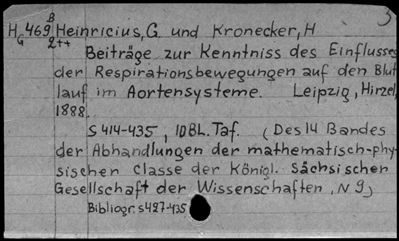 H 469 B Heinricius, G. und Kronecker, H
G 2++
Beiträge zur Kenntniss des Einflusses
der Respirationsbewegungen auf den Blut
lauf im Aortensysteme. Leipzig, Hirzel,
1888.
S 414-435, 10 BL. Taf. (Des 14 Bandes
der Abhandlungen der mathematisch-phy-
sischen Classe der Königl. Sächsischen
Gesellschaft der Wissenschaften, N 9)
Bibliogr. s 427-435